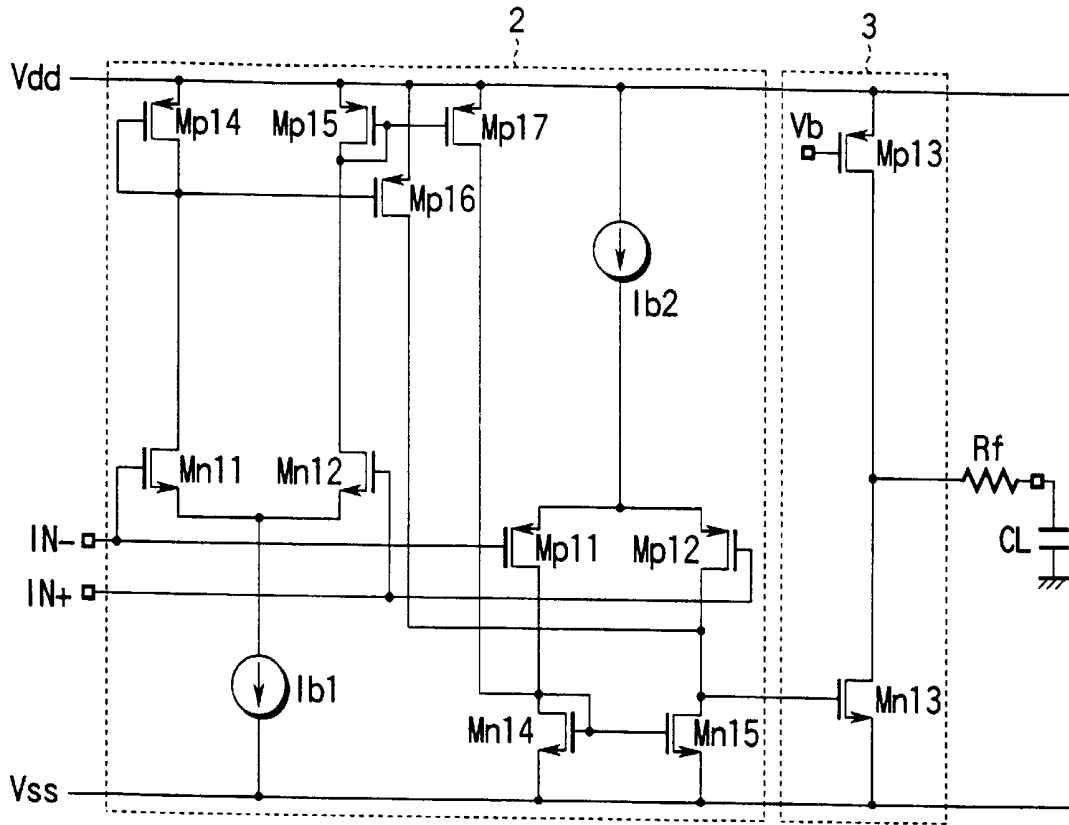 2
3
Vdd
Mp14
Mp15
Mp17
Vb
Mp13
Mp16
Ib2
Rf
Mn11
Mn12
IN-
Mp11
Mp12
CL
IN+
Ib1
Mn14
Mn15
Mn13
Vss